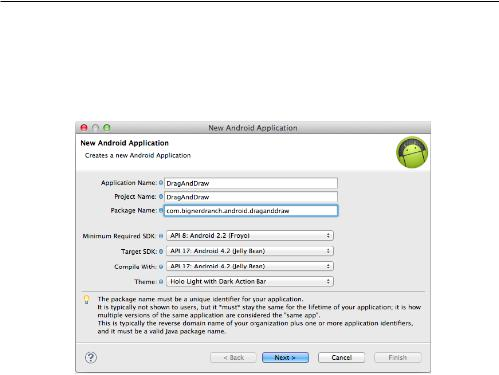 New Android Application
New Android Application
Creates a new Android Application
Application Name: DragAndDraw
Project Name: DragAndDraw
Package Name: com.bignerdranch.android.draganddraw
Minimum Required SDK: API 8: Android 2.2 (Froyo)
Target SDK: API 17: Android 4.2 (Jelly Bean)
Compile With: API 17: Android 4.2 (Jelly Bean)
Theme: Holo Light with Dark Action Bar
The package name must be a unique identifier for your application.
It is typically not shown to users, but it *must* stay the same for the lifetime of your application; it is how
multiple versions of the same application are considered the "same app".
This is typically the reverse domain name of your organization plus one or more application identifiers,
and it must be a valid Java package name.
? < Back Next > Cancel Finish